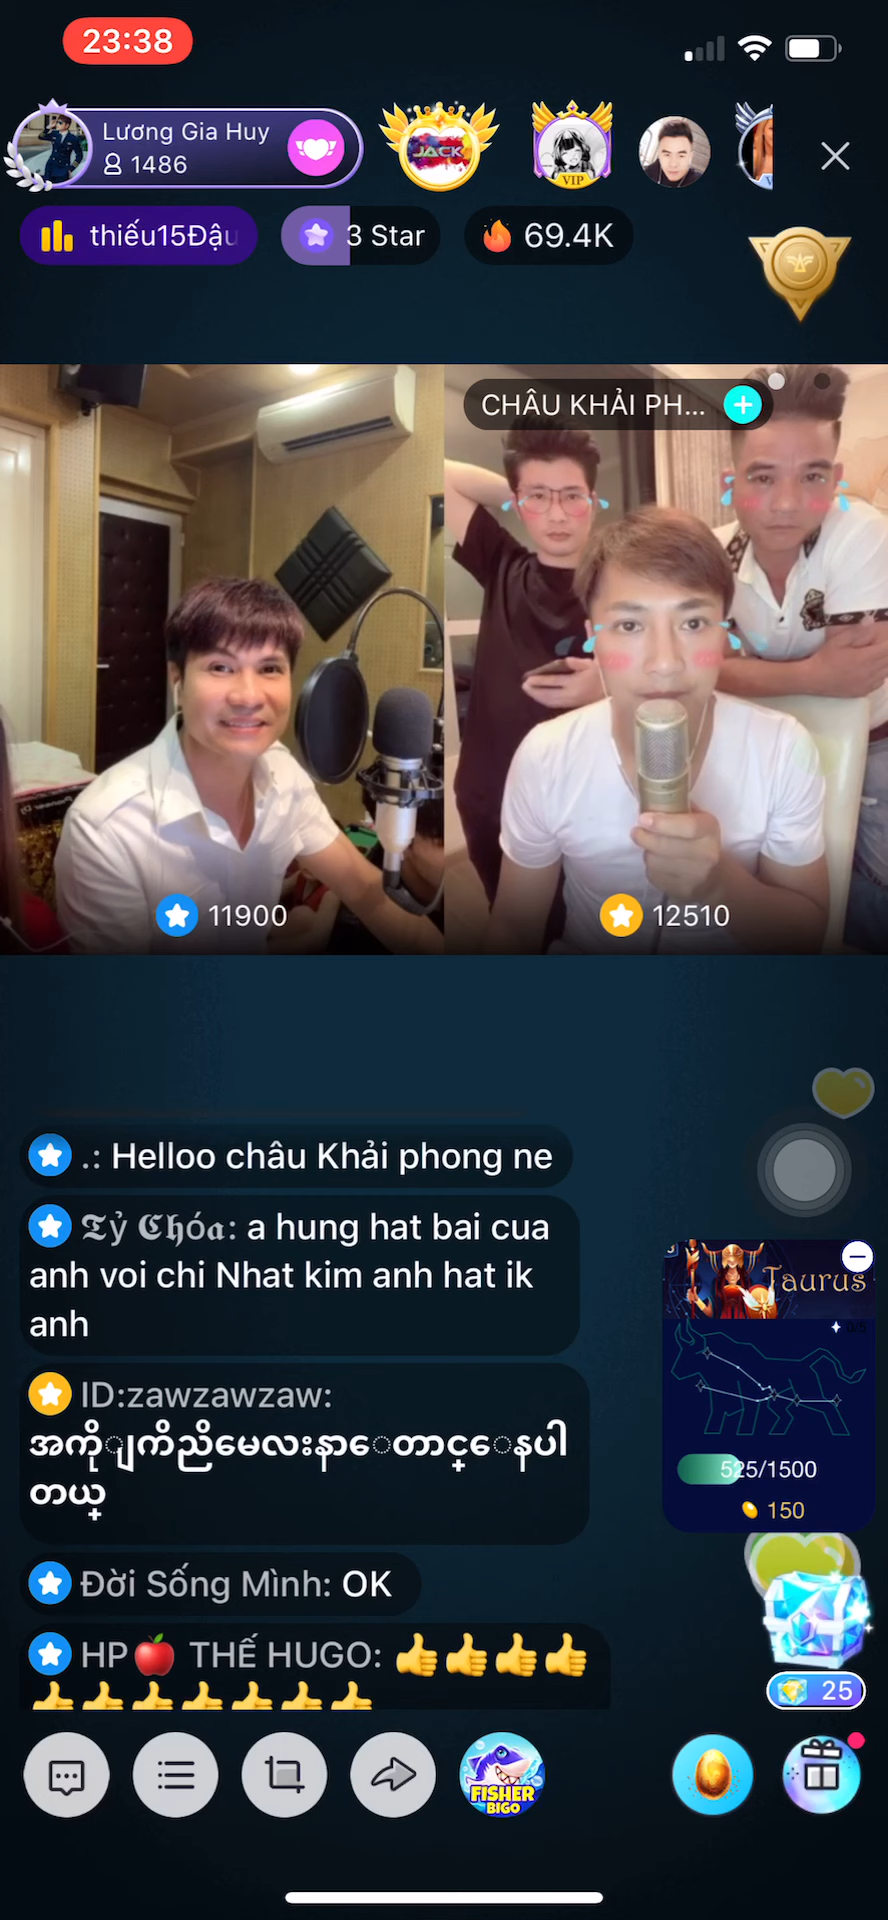 23:38
Lương Gia Huy
1486
JACK
VIP
thiếu15Đậu
3 Star
69.4K
CHÂU KHẢI PH...
11900
12510
.: Helloo châu Khải phong ne
𝕿ỷ 𝕮𝖍ó𝖆: a hung hat bai cua
anh voi chi Nhat kim anh hat ik
anh
ID:zawzawzaw:
အကိုျကိညိမေလးနာေတာင္ေနပါ
တယ္
Đời Sống Mình: OK
HP🍎 THẾ HUGO: 👍👍👍👍
👍👍👍👍👍👍👍
Taurus
0/5
525/1500
150
25
FISHER
BIGO